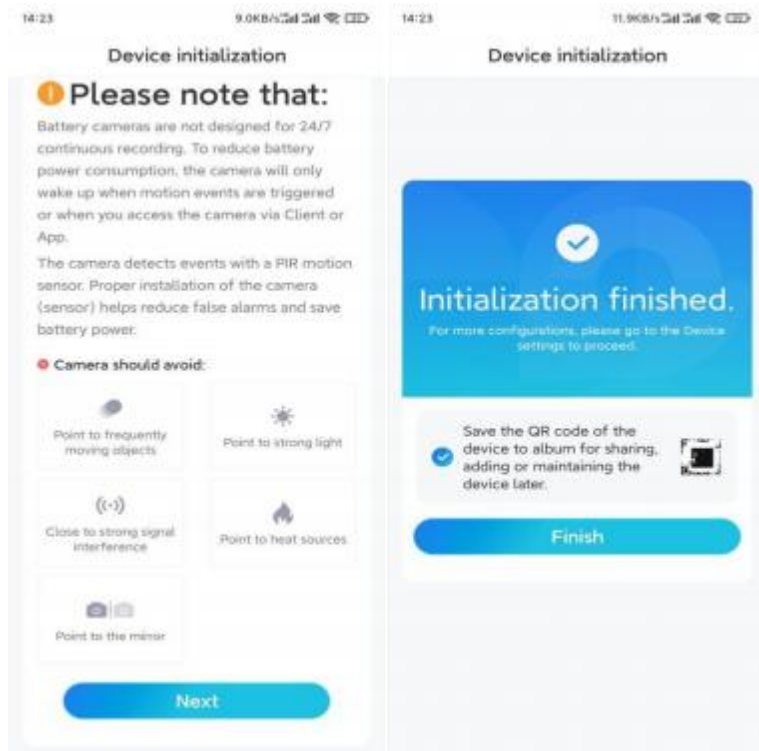 14:23
9.0KB/s
Device initialization
Please note that:
Battery cameras are not designed for 24/7
continuous recording. To reduce battery
power consumption, the camera will only
wake up when motion events are triggered
or when you access the camera via Client or
App.
The camera detects events with a PIR motion
sensor. Proper installation of the camera
(sensor) helps reduce false alarms and save
battery power.
Camera should avoid:
Point to frequently
moving objects
Point to strong light
Close to strong signal
interference
Point to heat sources
Point to the mirror
Next
14:23
11.9KB/s
Device initialization
Initialization finished.
For more configurations, please go to the Device
settings to proceed.
Save the QR code of the
device to album for sharing,
adding or maintaining the
device later.
Finish